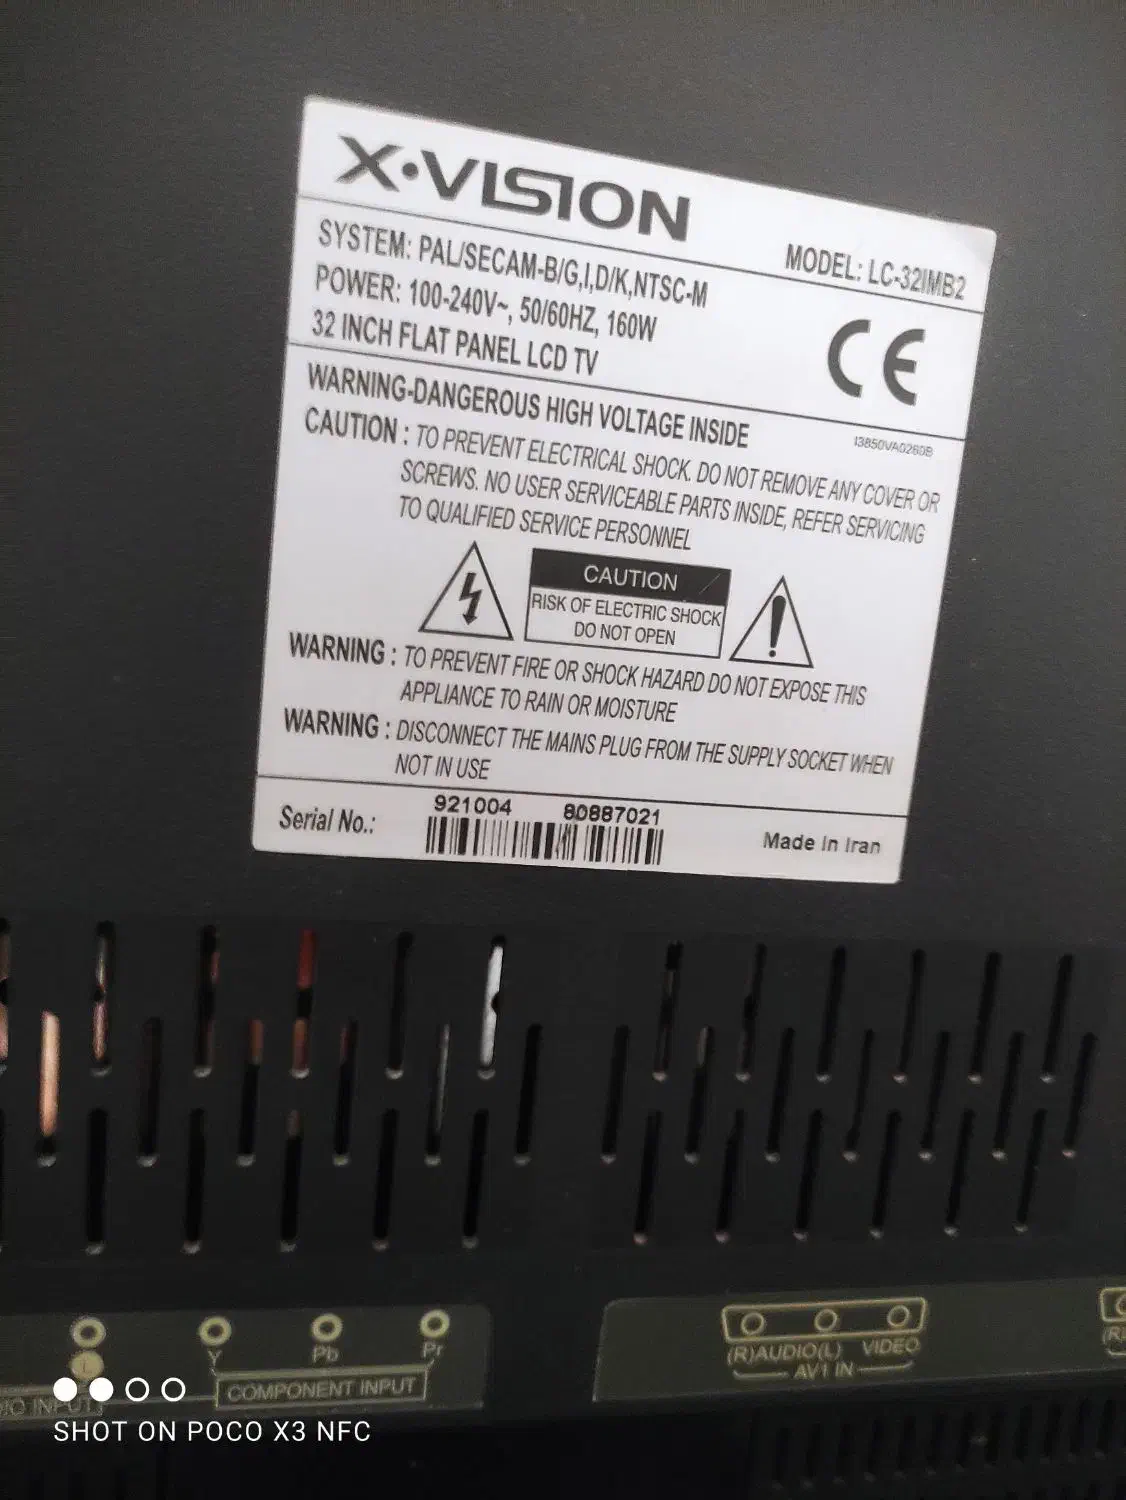 X·VISION
MODEL: LC-32IMB2
SYSTEM: PAL/SECAM-B/G,I,D/K,NTSC-M
POWER: 100-240V~, 50/60HZ, 160W
32 INCH FLAT PANEL LCD TV
CE
WARNING-DANGEROUS HIGH VOLTAGE INSIDE
I3850VA0260B
CAUTION : TO PREVENT ELECTRICAL SHOCK. DO NOT REMOVE ANY COVER OR
SCREWS. NO USER SERVICEABLE PARTS INSIDE, REFER SERVICING
TO QUALIFIED SERVICE PERSONNEL
CAUTION
RISK OF ELECTRIC SHOCK
DO NOT OPEN
WARNING : TO PREVENT FIRE OR SHOCK HAZARD DO NOT EXPOSE THIS
APPLIANCE TO RAIN OR MOISTURE
WARNING : DISCONNECT THE MAINS PLUG FROM THE SUPPLY SOCKET WHEN
NOT IN USE
Serial No.: 921004 80887021 Made In Iran
L Y Pb Pr
COMPONENT INPUT
(R)AUDIO(L) VIDEO
AV1 IN
SHOT ON POCO X3 NFC